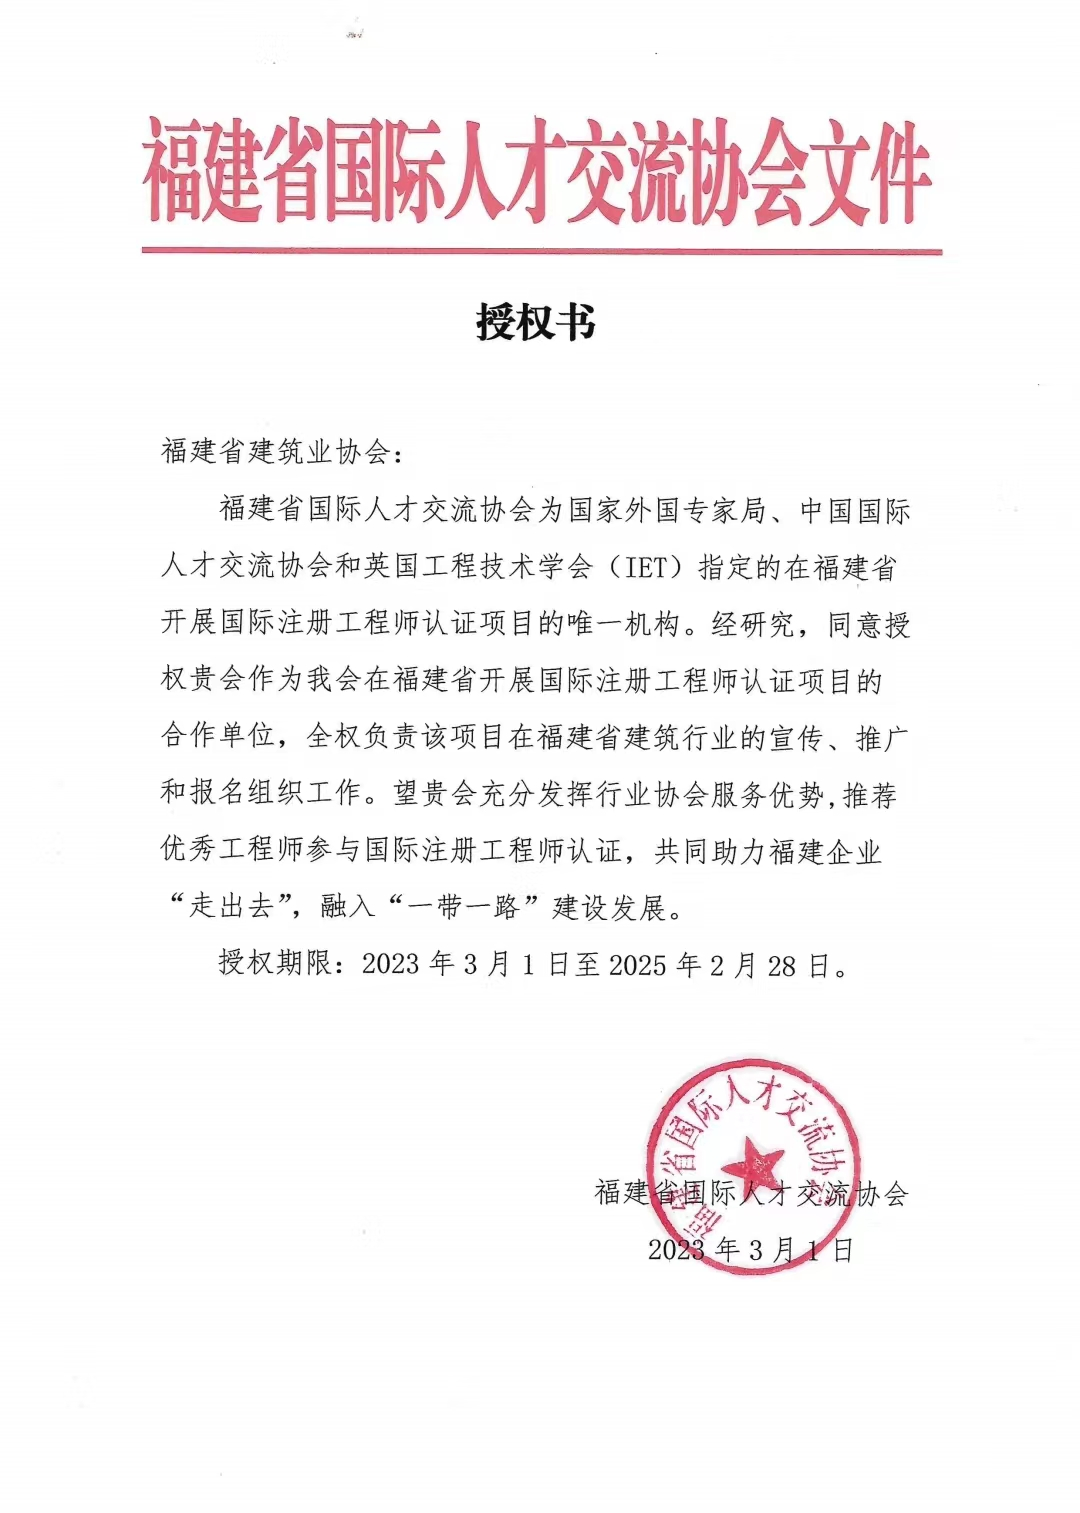 福建省国际人才交流协会文件
授权书
福建省建筑业协会：
福建省国际人才交流协会为国家外国专家局、中国国际
人才交流协会和英国工程技术学会（IET）指定的在福建省
开展国际注册工程师认证项目的唯一机构。经研究，同意授
权贵会作为我会在福建省开展国际注册工程师认证项目的
合作单位，全权负责该项目在福建省建筑行业的宣传、推广
和报名组织工作。望贵会充分发挥行业协会服务优势,推荐
优秀工程师参与国际注册工程师认证，共同助力福建企业
“走出去”，融入“一带一路”建设发展。
授权期限：2023年3月1日至2025年2月28日。
福建省国际人才交流协会
福建省国际人才交流协会
2023年3月1日